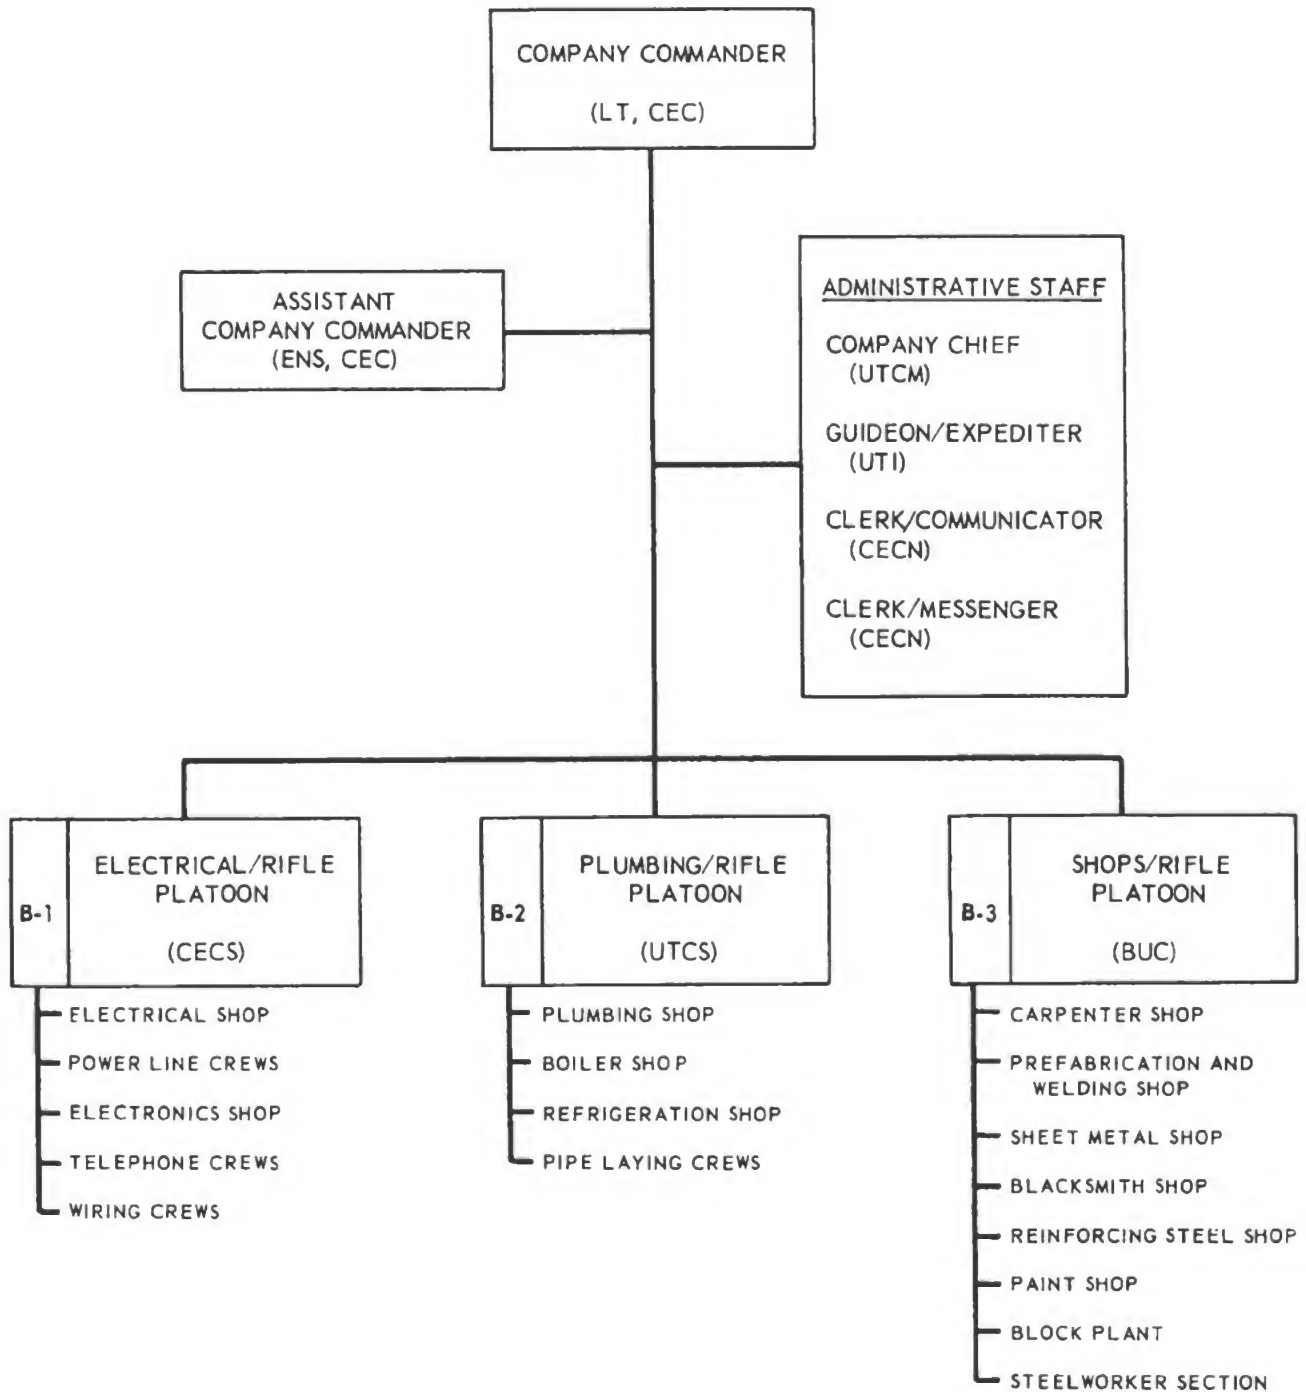 COMPANY COMMANDER
(LT, CEC)
ASSISTANT
COMPANY COMMANDER
(ENS, CEC)
ADMINISTRATIVE STAFF
COMPANY CHIEF
(UTCM)
GUIDEON/EXPEDITER
(UTI)
CLERK/COMMUNICATOR
(CECN)
CLERK/MESSENGER
(CECN)
B-1
ELECTRICAL/RIFLE
PLATOON
(CECS)
ELECTRICAL SHOP
POWER LINE CREWS
ELECTRONICS SHOP
TELEPHONE CREWS
WIRING CREWS
B-2
PLUMBING/RIFLE
PLATOON
(UTCS)
PLUMBING SHOP
BOILER SHOP
REFRIGERATION SHOP
PIPE LAYING CREWS
B-3
SHOPS/RIFLE
PLATOON
(BUC)
CARPENTER SHOP
PREFABRICATION AND
WELDING SHOP
SHEET METAL SHOP
BLACKSMITH SHOP
REINFORCING STEEL SHOP
PAINT SHOP
BLOCK PLANT
STEELWORKER SECTION